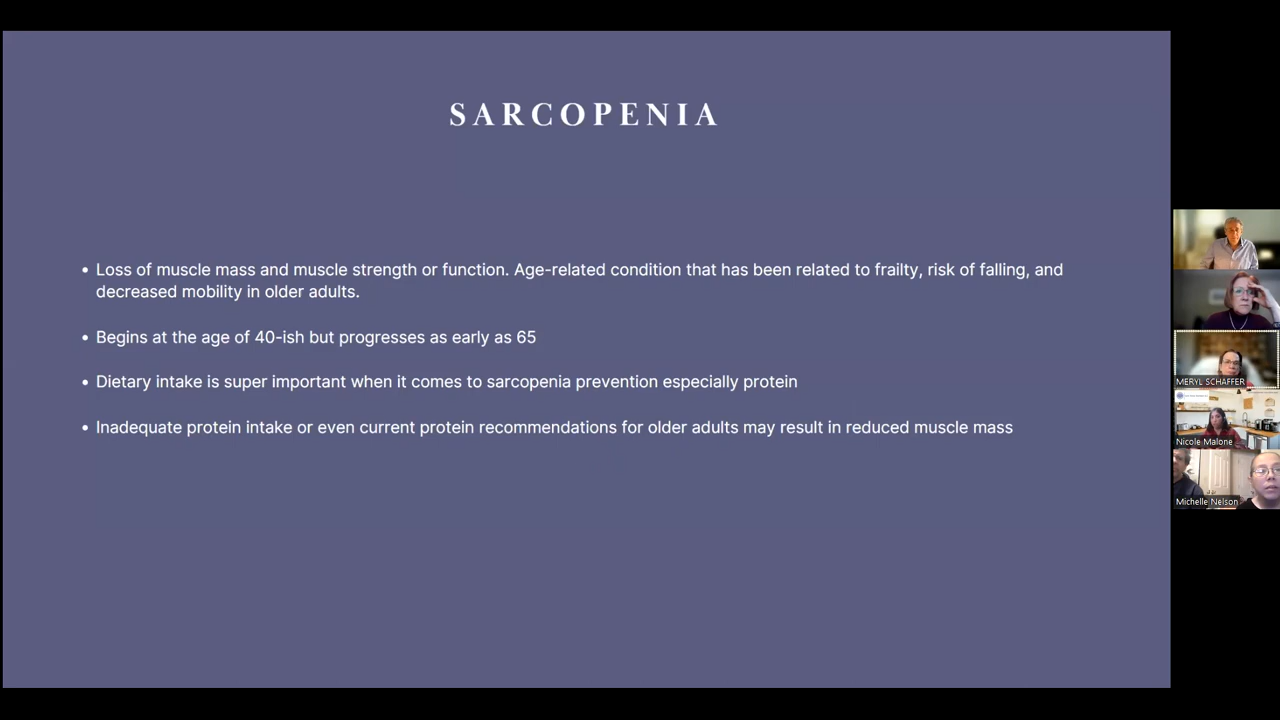 SARCOPENIA
• Loss of muscle mass and muscle strength or function. Age-related condition that has been related to frailty, risk of falling, and
decreased mobility in older adults.
• Begins at the age of 40-ish but progresses as early as 65
• Dietary intake is super important when it comes to sarcopenia prevention especially protein
• Inadequate protein intake or even current protein recommendations for older adults may result in reduced muscle mass
MERYL SCHAFFER
Nicole Malone
Michelle Nelson